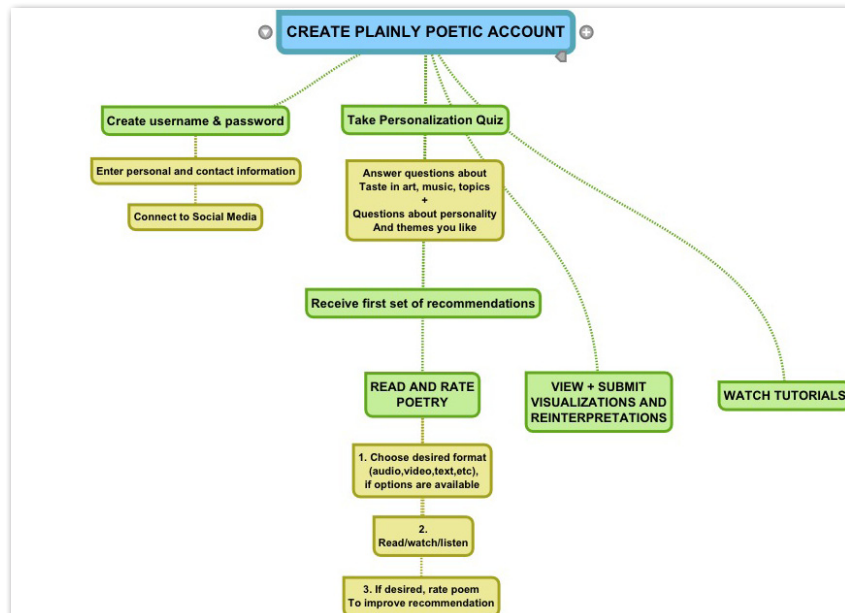 CREATE PLAINLY POETIC ACCOUNT
Create username & password
Take Personalization Quiz
Enter personal and contact information
Connect to Social Media
Answer questions about
Taste in art, music, topics
+
Questions about personality
And themes you like
Receive first set of recommendations
READ AND RATE
POETRY
VIEW + SUBMIT
VISUALIZATIONS AND
REINTERPRETATIONS
WATCH TUTORIALS
1. Choose desired format
(audio,video,text,etc),
if options are available
2.
Read/watch/listen
3. If desired, rate poem
To improve recommendation